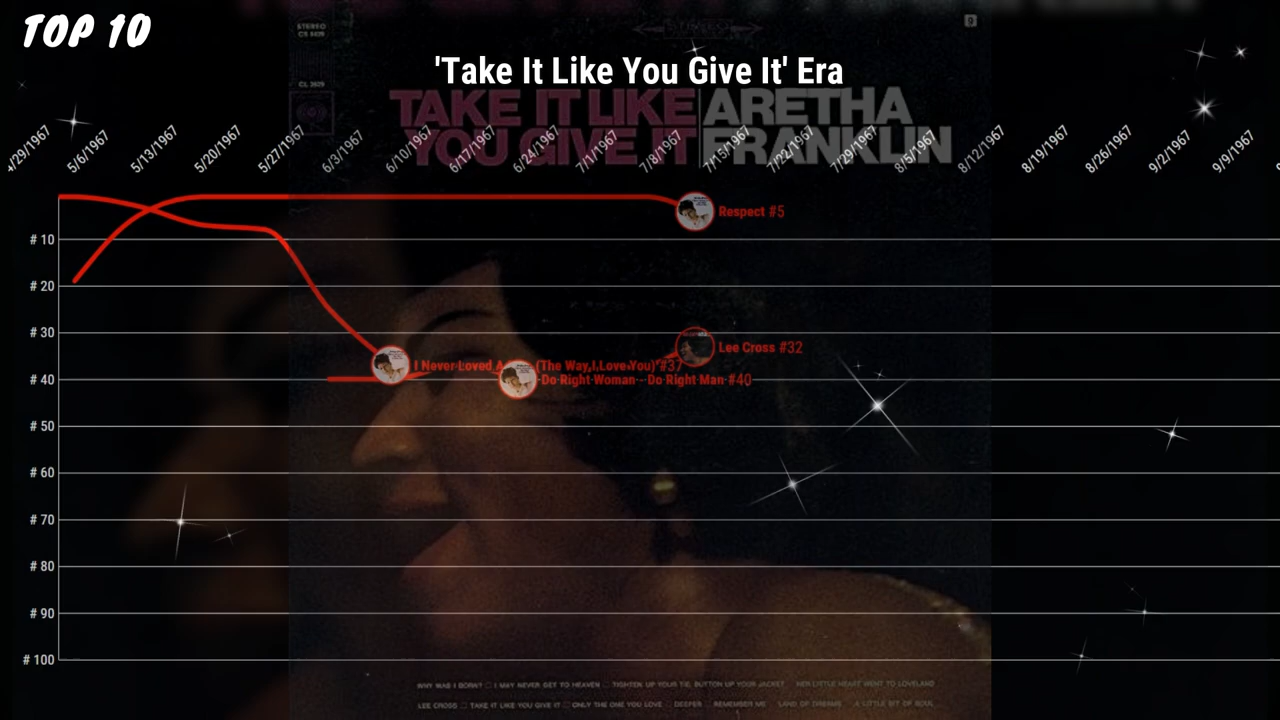 TOP 10
STEREO
CS 9429
9
'Take It Like You Give It' Era
CL 2629
TAKE IT LIKE
YOU GIVE IT
ARETHA
FRANKLIN
4/29/1967 5/6/1967 5/13/1967 5/20/1967 5/27/1967 6/3/1967 6/10/1967 6/17/1967 6/24/1967 7/1/1967 7/8/1967 7/15/1967 7/22/1967 7/29/1967 8/5/1967 8/12/1967 8/19/1967 8/26/1967 9/2/1967 9/9/1967
Respect #5
# 10
# 20
# 30
Lee Cross #32
I Never Loved A (The Way I Love You) #37
# 40
Do Right Woman - Do Right Man #40
# 50
# 60
# 70
# 80
# 90
# 100
WHY WAS I BORN? □ I MAY NEVER GET TO HEAVEN □ TIGHTEN UP YOUR TIE, BUTTON UP YOUR JACKET HER LITTLE HEART WENT TO LOVELAND
LEE CROSS □ TAKE IT LIKE YOU GIVE IT □ ONLY THE ONE YOU LOVE □ DEEPER □ REMEMBER ME LAND OF DREAMS A LITTLE BIT OF SOUL